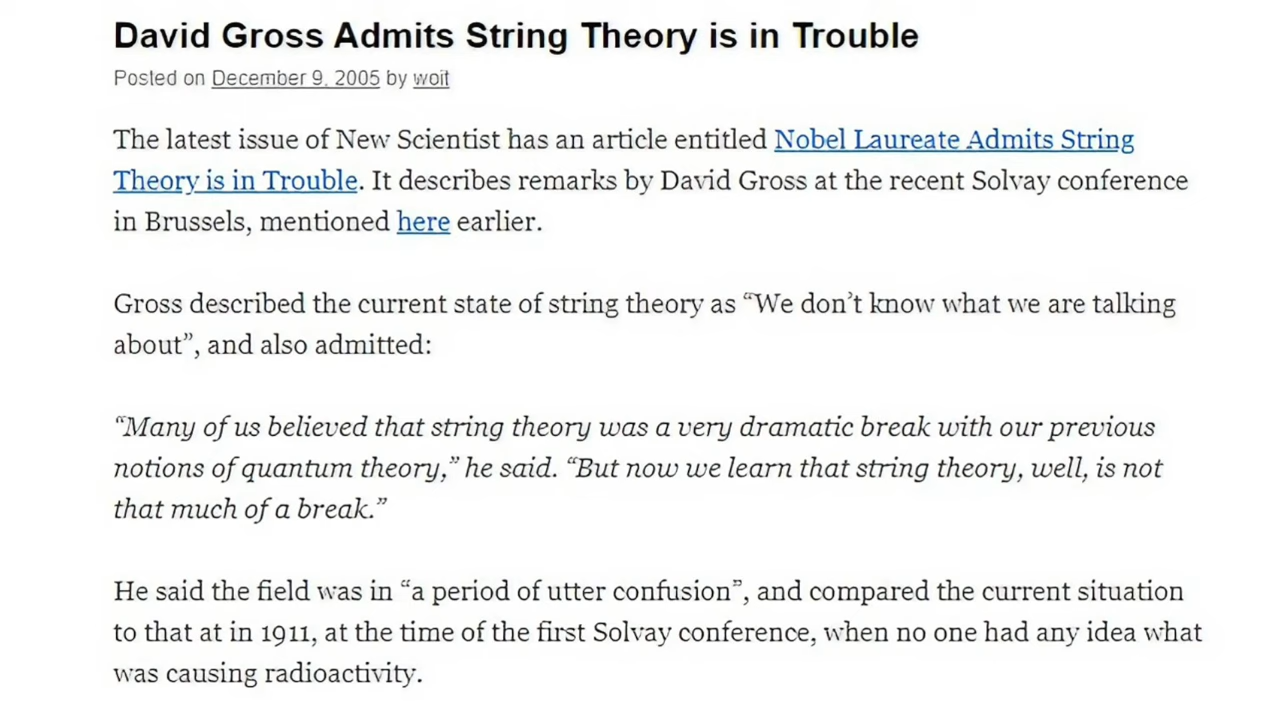 David Gross Admits String Theory is in Trouble
Posted on December 9, 2005 by woit
The latest issue of New Scientist has an article entitled Nobel Laureate Admits String
Theory is in Trouble. It describes remarks by David Gross at the recent Solvay conference
in Brussels, mentioned here earlier.
Gross described the current state of string theory as “We don’t know what we are talking
about”, and also admitted:
“Many of us believed that string theory was a very dramatic break with our previous
notions of quantum theory,” he said. “But now we learn that string theory, well, is not
that much of a break.”
He said the field was in “a period of utter confusion”, and compared the current situation
to that at in 1911, at the time of the first Solvay conference, when no one had any idea what
was causing radioactivity.